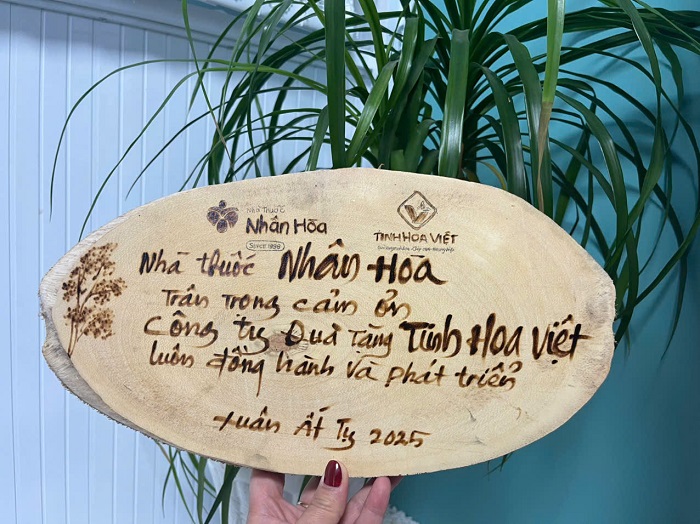 Nhà Thuốc
Nhân Hòa
Since 1998
TINH HOA VIỆT
Nhà thuốc Nhân Hòa
Trân trọng cảm ơn
Công ty Quà Tặng Tinh Hoa Việt
luôn đồng hành và phát triển
Xuân Ất Tỵ 2025